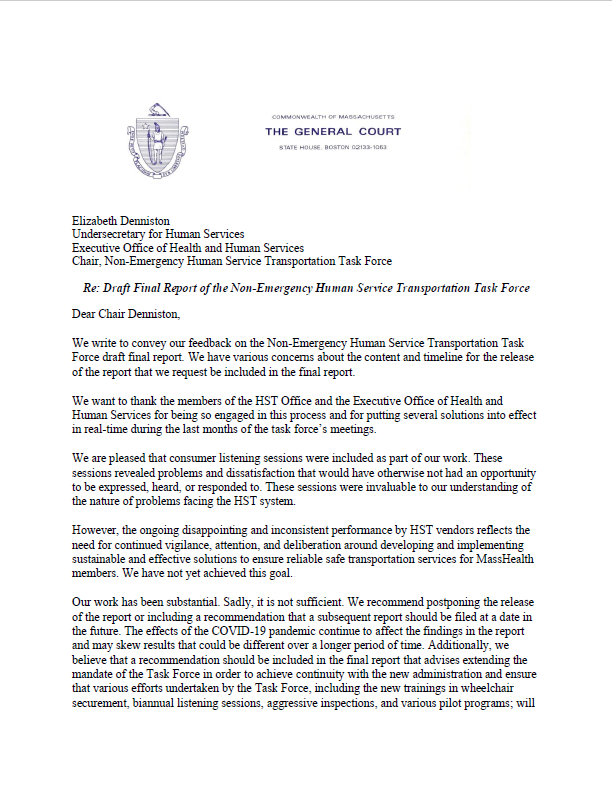 COMMONWEALTH OF MASSACHUSETTS
THE GENERAL COURT
STATE HOUSE, BOSTON 02133-1053
Elizabeth Denniston
Undersecretary for Human Services
Executive Office of Health and Human Services
Chair, Non-Emergency Human Service Transportation Task Force
Re: Draft Final Report of the Non-Emergency Human Service Transportation Task Force
Dear Chair Denniston,
We write to convey our feedback on the Non-Emergency Human Service Transportation Task
Force draft final report. We have various concerns about the content and timeline for the release
of the report that we request be included in the final report.
We want to thank the members of the HST Office and the Executive Office of Health and
Human Services for being so engaged in this process and for putting several solutions into effect
in real-time during the last months of the task force’s meetings.
We are pleased that consumer listening sessions were included as part of our work. These
sessions revealed problems and dissatisfaction that would have otherwise not had an opportunity
to be expressed, heard, or responded to. These sessions were invaluable to our understanding of
the nature of problems facing the HST system.
However, the ongoing disappointing and inconsistent performance by HST vendors reflects the
need for continued vigilance, attention, and deliberation around developing and implementing
sustainable and effective solutions to ensure reliable safe transportation services for MassHealth
members. We have not yet achieved this goal.
Our work has been substantial. Sadly, it is not sufficient. We recommend postponing the release
of the report or including a recommendation that a subsequent report should be filed at a date in
the future. The effects of the COVID-19 pandemic continue to affect the findings in the report
and may skew results that could be different over a longer period of time. Additionally, we
believe that a recommendation should be included in the final report that advises extending the
mandate of the Task Force in order to achieve continuity with the new administration and ensure
that various efforts undertaken by the Task Force, including the new trainings in wheelchair
securement, biannual listening sessions, aggressive inspections, and various pilot programs; will